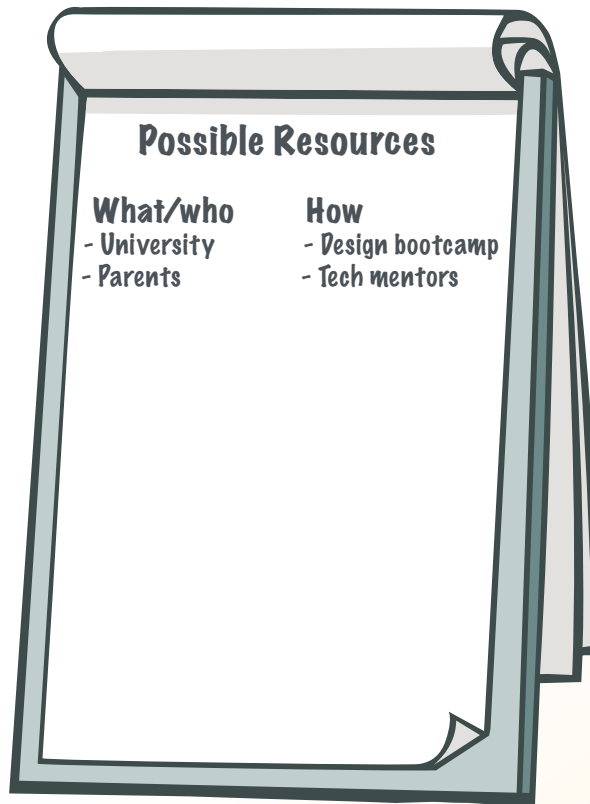 Possible Resources
What/who
- University
- Parents
How
- Design bootcamp
- Tech mentors